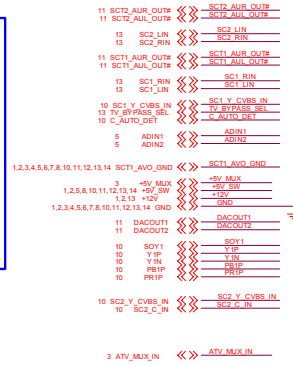 11 SCT2_AUR_OUT# SCT2_AUR_OUT#
11 SCT2_AUL_OUT# SCT2_AUL_OUT#
13 SC2_LIN SC2_LIN
13 SC2_RIN SC2_RIN
11 SCT1_AUR_OUT# SCT1_AUR_OUT#
11 SCT1_AUL_OUT# SCT1_AUL_OUT#
13 SC1_RIN SC1_RIN
13 SC1_LIN SC1_LIN
10 SC1_Y_CVBS_IN SC1_Y_CVBS_IN
13 TV_BYPASS_SEL TV_BYPASS_SEL
10 C_AUTO_DET C_AUTO_DET
5 ADIN1 ADIN1
5 ADIN2 ADIN2
1,2,3,4,5,6,7,8,10,11,12,13,14 SCT1_AVO_GND SCT1_AVO_GND
3 +5V_MUX +5V_MUX
1,2,5,8,10,11,12,13,14 +5V_SW +5V_SW
1,2,13 +12V +12V
1,2,3,4,5,6,7,8,10,11,12,13,14 GND GND
11 DACOUT1 DACOUT1
11 DACOUT2 DACOUT2
10 SOY1 SOY1
10 Y1P Y1P
10 Y1N Y1N
10 PB1P PB1P
10 PR1P PR1P
10 SC2_Y_CVBS_IN SC2_Y_CVBS_IN
10 SC2_C_IN SC2_C_IN
3 ATV_MUX_IN ATV_MUX_IN